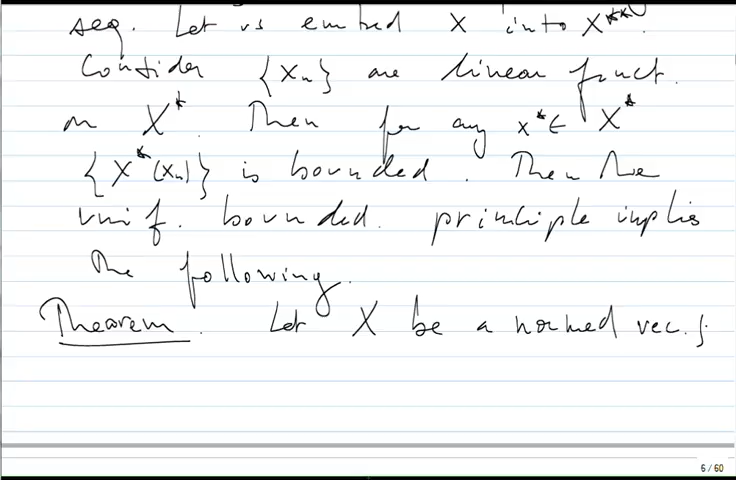 seq. Let us embed X into X**.
Consider {Xn} are linear funct.
on X*. Then for any x* ∈ X*
{X*(Xn)} is bounded. Then the
unif. bounded. principle implies
the following.
Theorem. Let X be a normed vec. s.
6 / 60